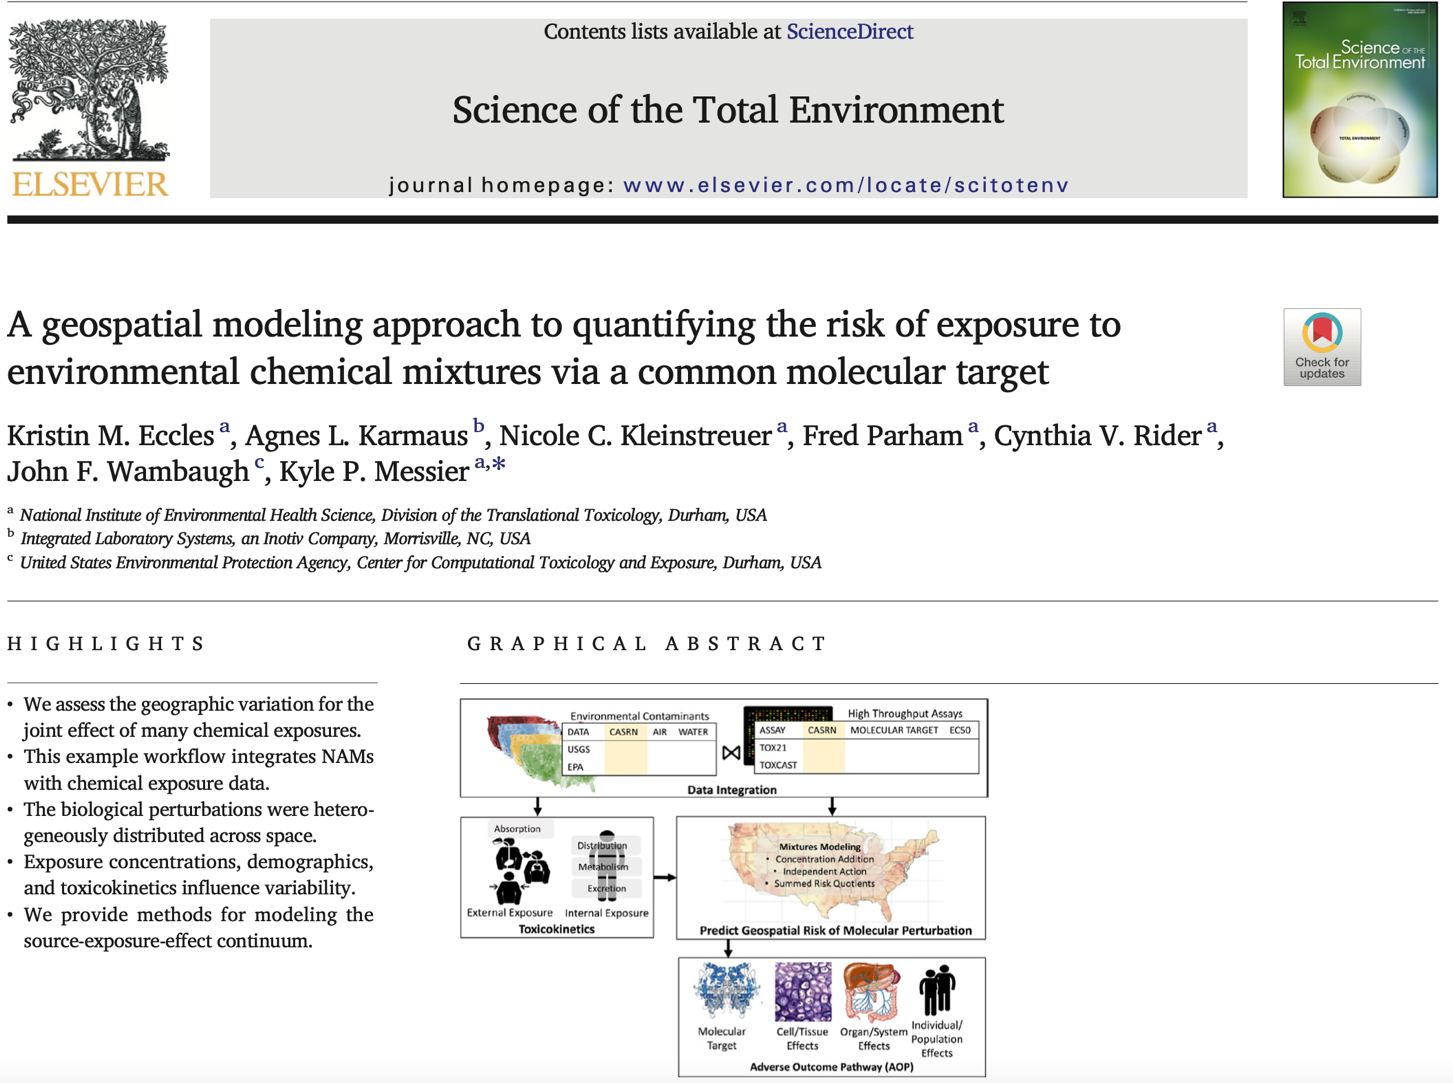 Contents lists available at ScienceDirect
Science of the Total Environment
journal homepage: www.elsevier.com/locate/scitotenv
ELSEVIER
Science OF THE
Total Environment
TOTAL ENVIRONMENT
A geospatial modeling approach to quantifying the risk of exposure to
environmental chemical mixtures via a common molecular target
Check for
updates
Kristin M. Eccles a, Agnes L. Karmaus b, Nicole C. Kleinstreuer a, Fred Parham a, Cynthia V. Rider a,
John F. Wambaugh c, Kyle P. Messier a,*
a National Institute of Environmental Health Science, Division of the Translational Toxicology, Durham, USA
b Integrated Laboratory Systems, an Inotiv Company, Morrisville, NC, USA
c United States Environmental Protection Agency, Center for Computational Toxicology and Exposure, Durham, USA
HIGHLIGHTS
• We assess the geographic variation for the
joint effect of many chemical exposures.
• This example workflow integrates NAMs
with chemical exposure data.
• The biological perturbations were hetero-
geneously distributed across space.
• Exposure concentrations, demographics,
and toxicokinetics influence variability.
• We provide methods for modeling the
source-exposure-effect continuum.
GRAPHICAL ABSTRACT
Environmental Contaminants
DATA CASRN AIR WATER
USGS
EPA
High Throughput Assays
ASSAY CASRN MOLECULAR TARGET EC50
TOX21
TOXCAST
Data Integration
Absorption
Distribution
Metabolism
Excretion
External Exposure Internal Exposure
Toxicokinetics
Mixtures Modeling
• Concentration Addition
• Independent Action
• Summed Risk Quotients
Predict Geospatial Risk of Molecular Perturbation
Molecular
Target
Cell/Tissue
Effects
Organ/System
Effects
Individual/
Population
Effects
Adverse Outcome Pathway (AOP)